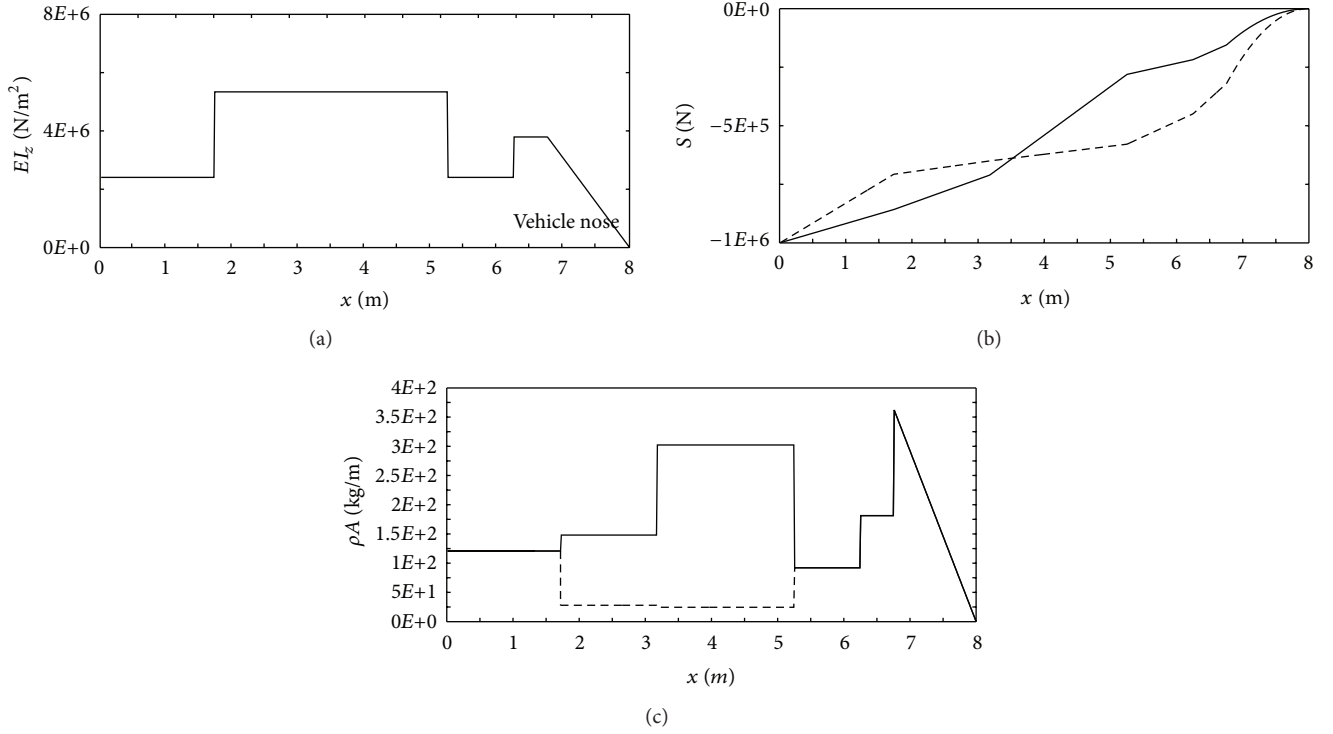 8E+6
4E+6
0E+0
EI_z (N/m²)
Vehicle nose
0 1 2 3 4 5 6 7 8
x (m)
(a)
0E+0
−5E+5
−1E+6
S (N)
0 1 2 3 4 5 6 7 8
x (m)
(b)
4E+2
3.5E+2
3E+2
2.5E+2
2E+2
1.5E+2
1E+2
5E+1
0E+0
ρA (kg/m)
0 1 2 3 4 5 6 7 8
x (m)
(c)